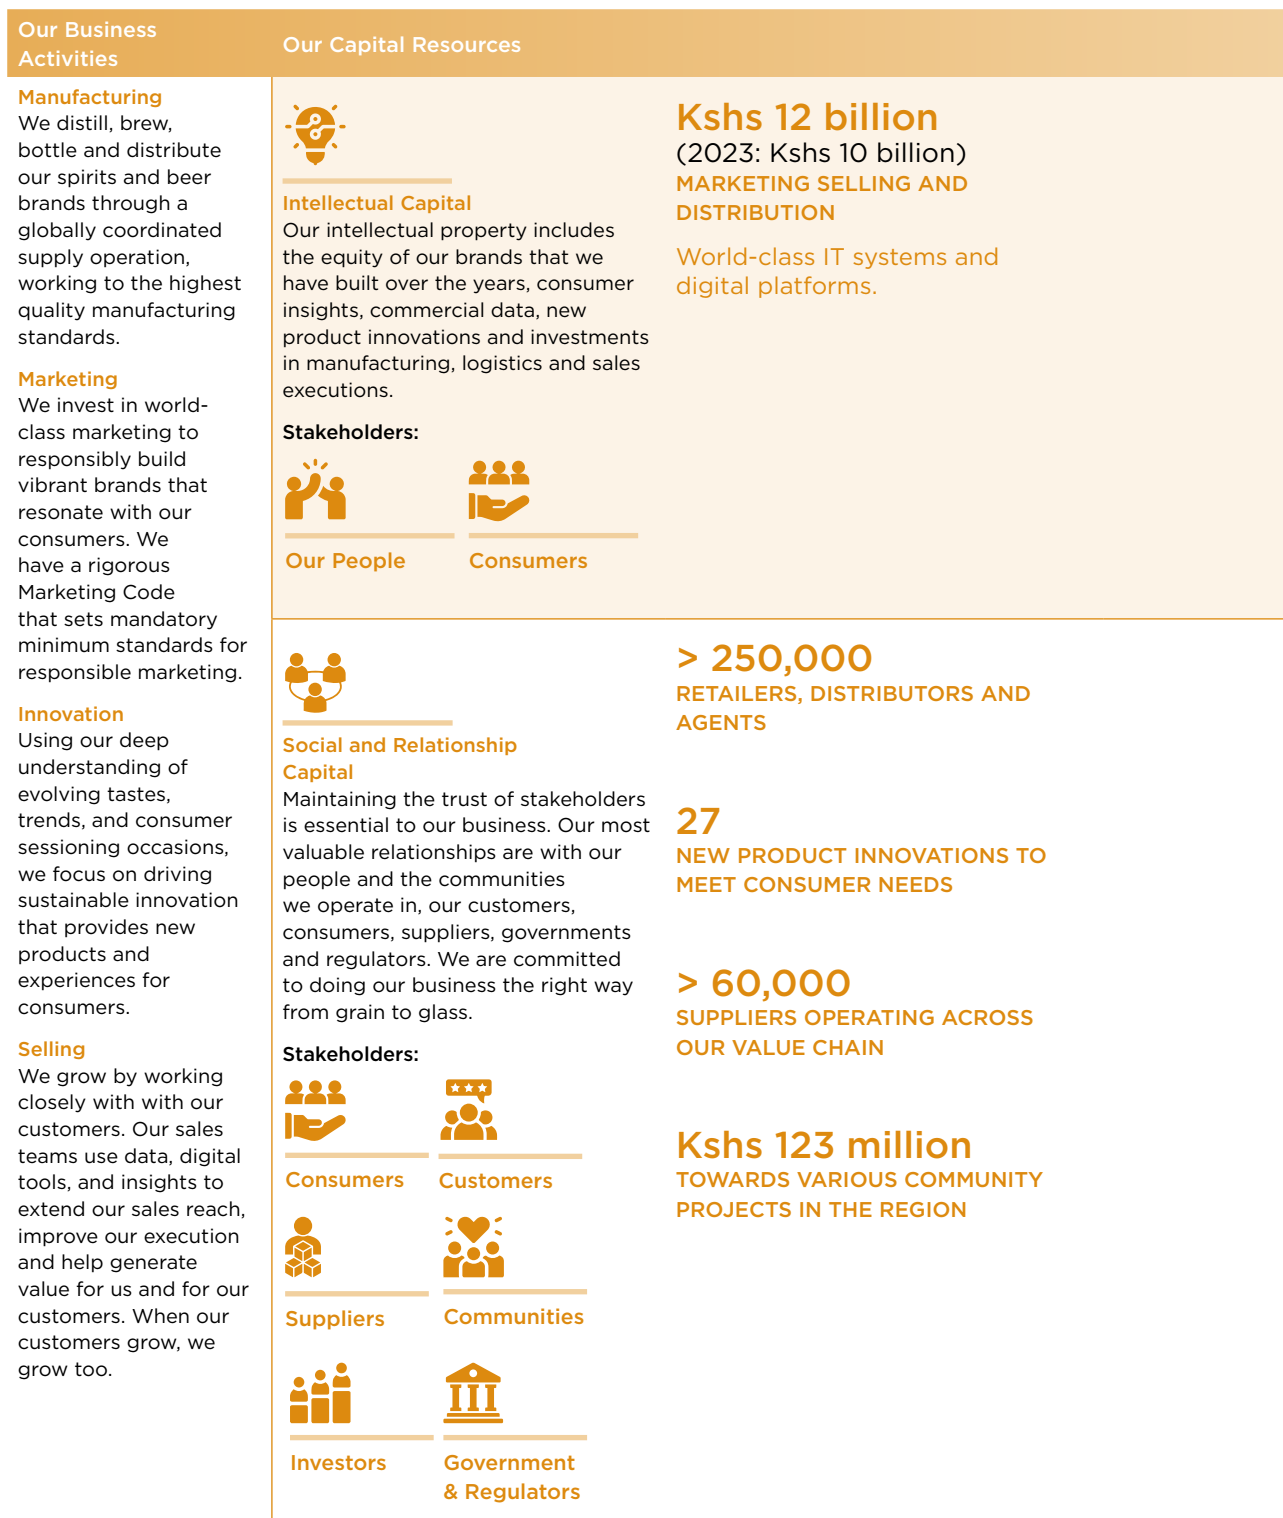 Our Business
Activities
Our Capital Resources
Manufacturing
We distill, brew,
bottle and distribute
our spirits and beer
brands through a
globally coordinated
supply operation,
working to the highest
quality manufacturing
standards.
Marketing
We invest in world-
class marketing to
responsibly build
vibrant brands that
resonate with our
consumers. We
have a rigorous
Marketing Code
that sets mandatory
minimum standards for
responsible marketing.
Innovation
Using our deep
understanding of
evolving tastes,
trends, and consumer
sessioning occasions,
we focus on driving
sustainable innovation
that provides new
products and
experiences for
consumers.
Selling
We grow by working
closely with with our
customers. Our sales
teams use data, digital
tools, and insights to
extend our sales reach,
improve our execution
and help generate
value for us and for our
customers. When our
customers grow, we
grow too.
Intellectual Capital
Our intellectual property includes
the equity of our brands that we
have built over the years, consumer
insights, commercial data, new
product innovations and investments
in manufacturing, logistics and sales
executions.
Stakeholders:
Our People
Consumers
Kshs 12 billion
(2023: Kshs 10 billion)
MARKETING SELLING AND
DISTRIBUTION
World-class IT systems and
digital platforms.
Social and Relationship
Capital
Maintaining the trust of stakeholders
is essential to our business. Our most
valuable relationships are with our
people and the communities
we operate in, our customers,
consumers, suppliers, governments
and regulators. We are committed
to doing our business the right way
from grain to glass.
Stakeholders:
Consumers
Customers
Suppliers
Communities
Investors
Government
& Regulators
> 250,000
RETAILERS, DISTRIBUTORS AND
AGENTS
27
NEW PRODUCT INNOVATIONS TO
MEET CONSUMER NEEDS
> 60,000
SUPPLIERS OPERATING ACROSS
OUR VALUE CHAIN
Kshs 123 million
TOWARDS VARIOUS COMMUNITY
PROJECTS IN THE REGION